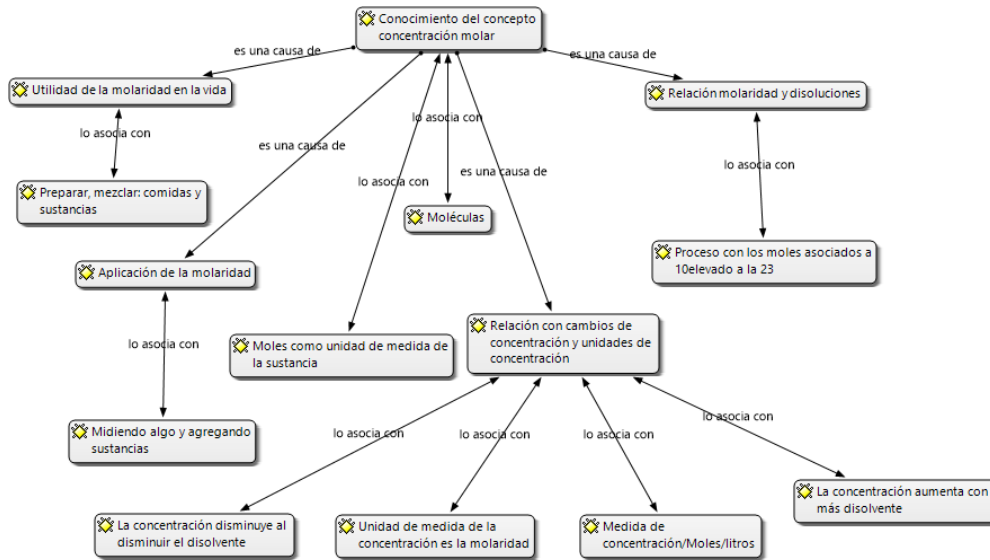 Conocimiento del concepto
concentración molar
es una causa de
Utilidad de la molaridad en la vida
Relación molaridad y disoluciones
lo asocia con
lo asocia con
es una causa de
lo asocia con
lo asocia con
es una causa de
Preparar, mezclar: comidas y
sustancias
Moléculas
Proceso con los moles asociados a
10elevado a la 23
Aplicación de la molaridad
lo asocia con
Moles como unidad de medida de
la sustancia
Relación con cambios de
concentración y unidades de
concentración
Midiendo algo y agregando
sustancias
lo asocia con
lo asocia con
lo asocia con
lo asocia con
La concentración disminuye al
disminuir el disolvente
Unidad de medida de la
concentración es la molaridad
Medida de
concentración/Moles/litros
La concentración aumenta con
más disolvente
es una causa de